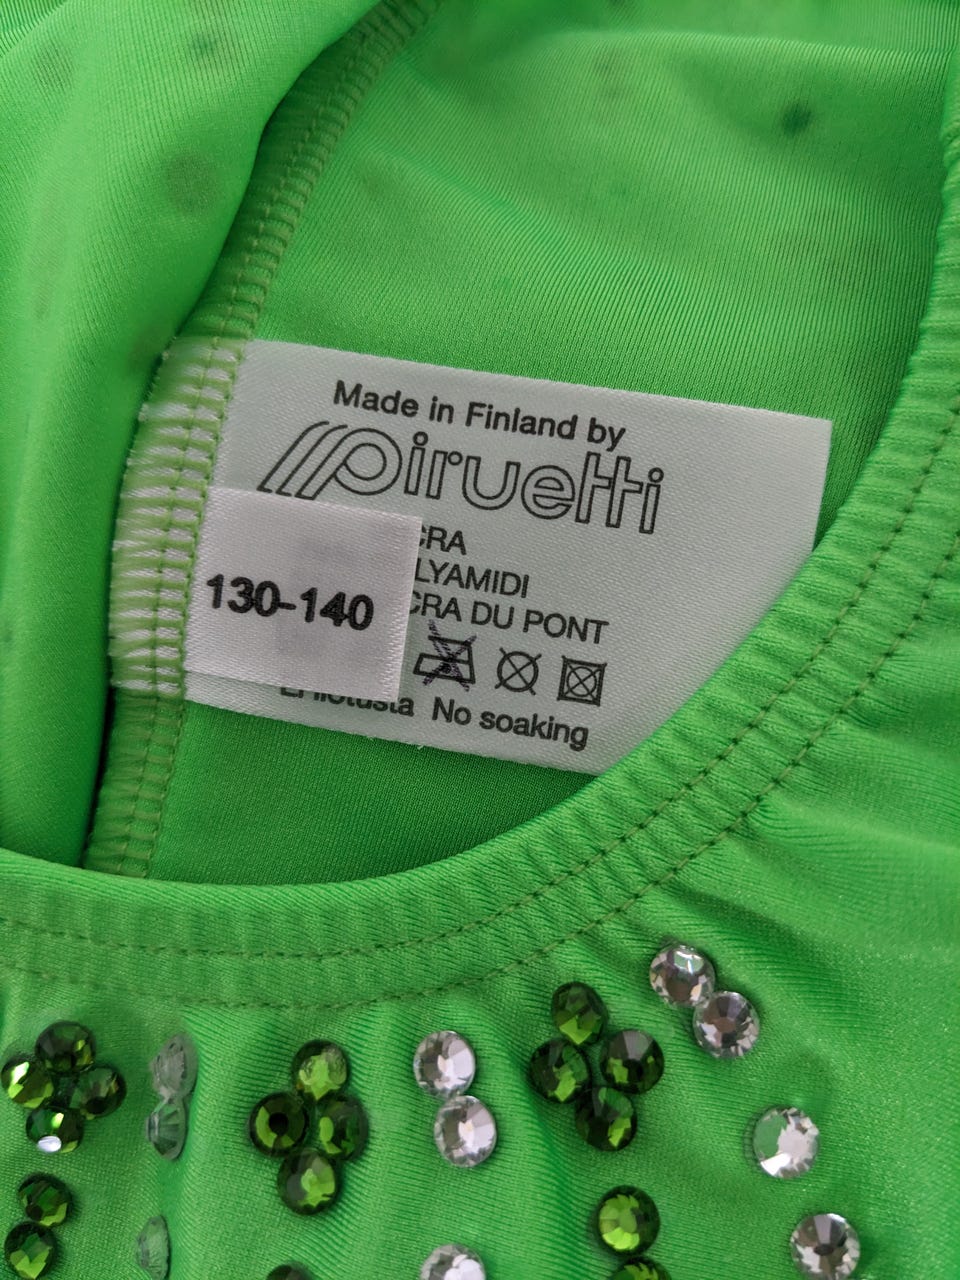 Made in Finland by
piruetti
CRA
LYAMIDI
CRA DU PONT
130-140
No soaking